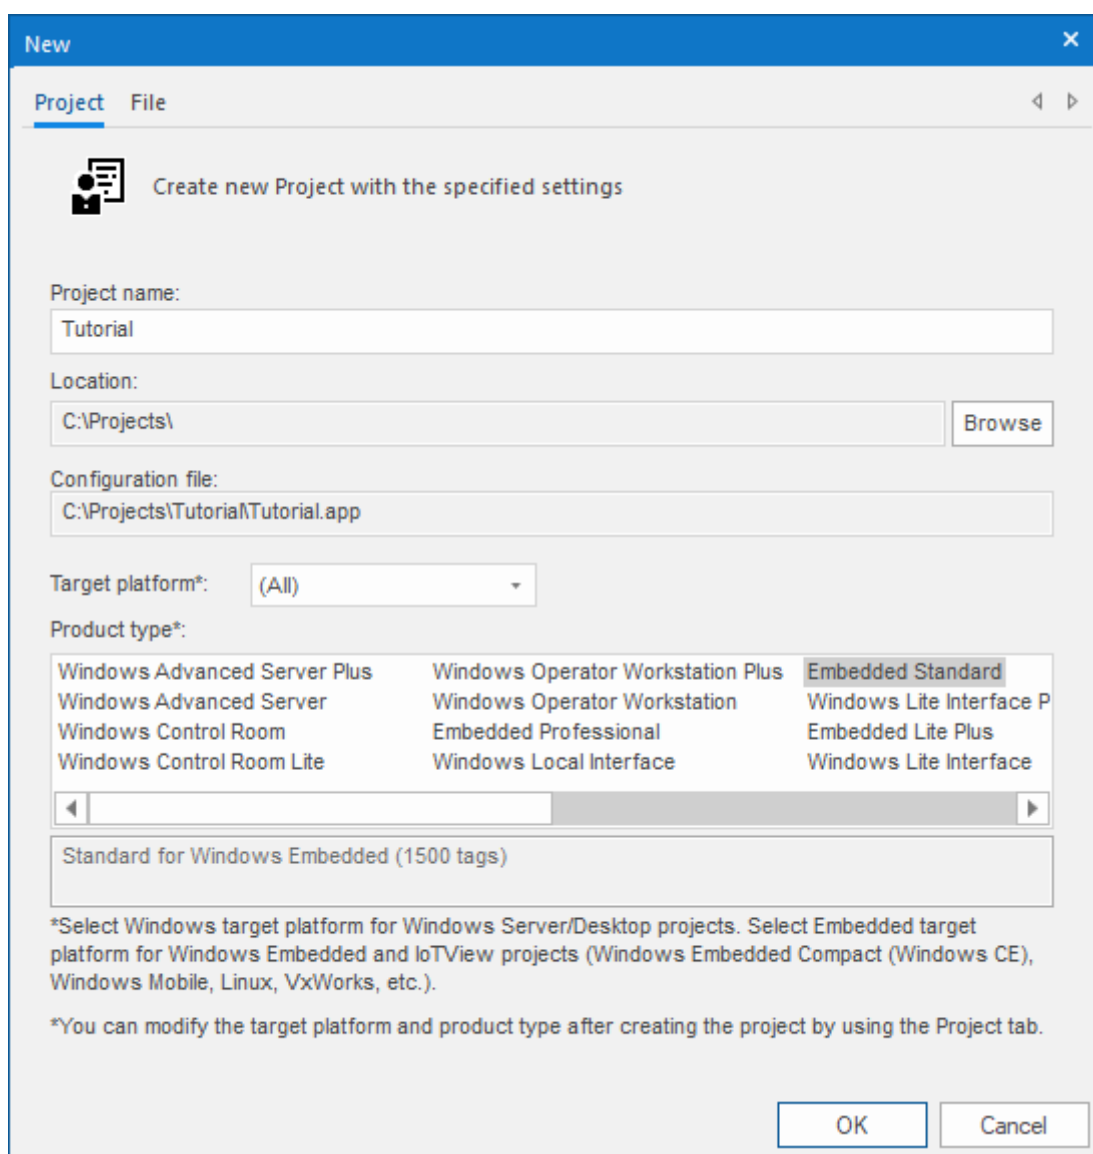 New
Project File
Create new Project with the specified settings
Project name:
Tutorial
Location:
C:\Projects\
Browse
Configuration file:
C:\Projects\Tutorial\Tutorial.app
Target platform*:
(All)
Product type*:
Windows Advanced Server Plus Windows Operator Workstation Plus Embedded Standard
Windows Advanced Server Windows Operator Workstation Windows Lite Interface P
Windows Control Room Embedded Professional Embedded Lite Plus
Windows Control Room Lite Windows Local Interface Windows Lite Interface
Standard for Windows Embedded (1500 tags)
*Select Windows target platform for Windows Server/Desktop projects. Select Embedded target
platform for Windows Embedded and IoTView projects (Windows Embedded Compact (Windows CE),
Windows Mobile, Linux, VxWorks, etc.).
*You can modify the target platform and product type after creating the project by using the Project tab.
OK Cancel